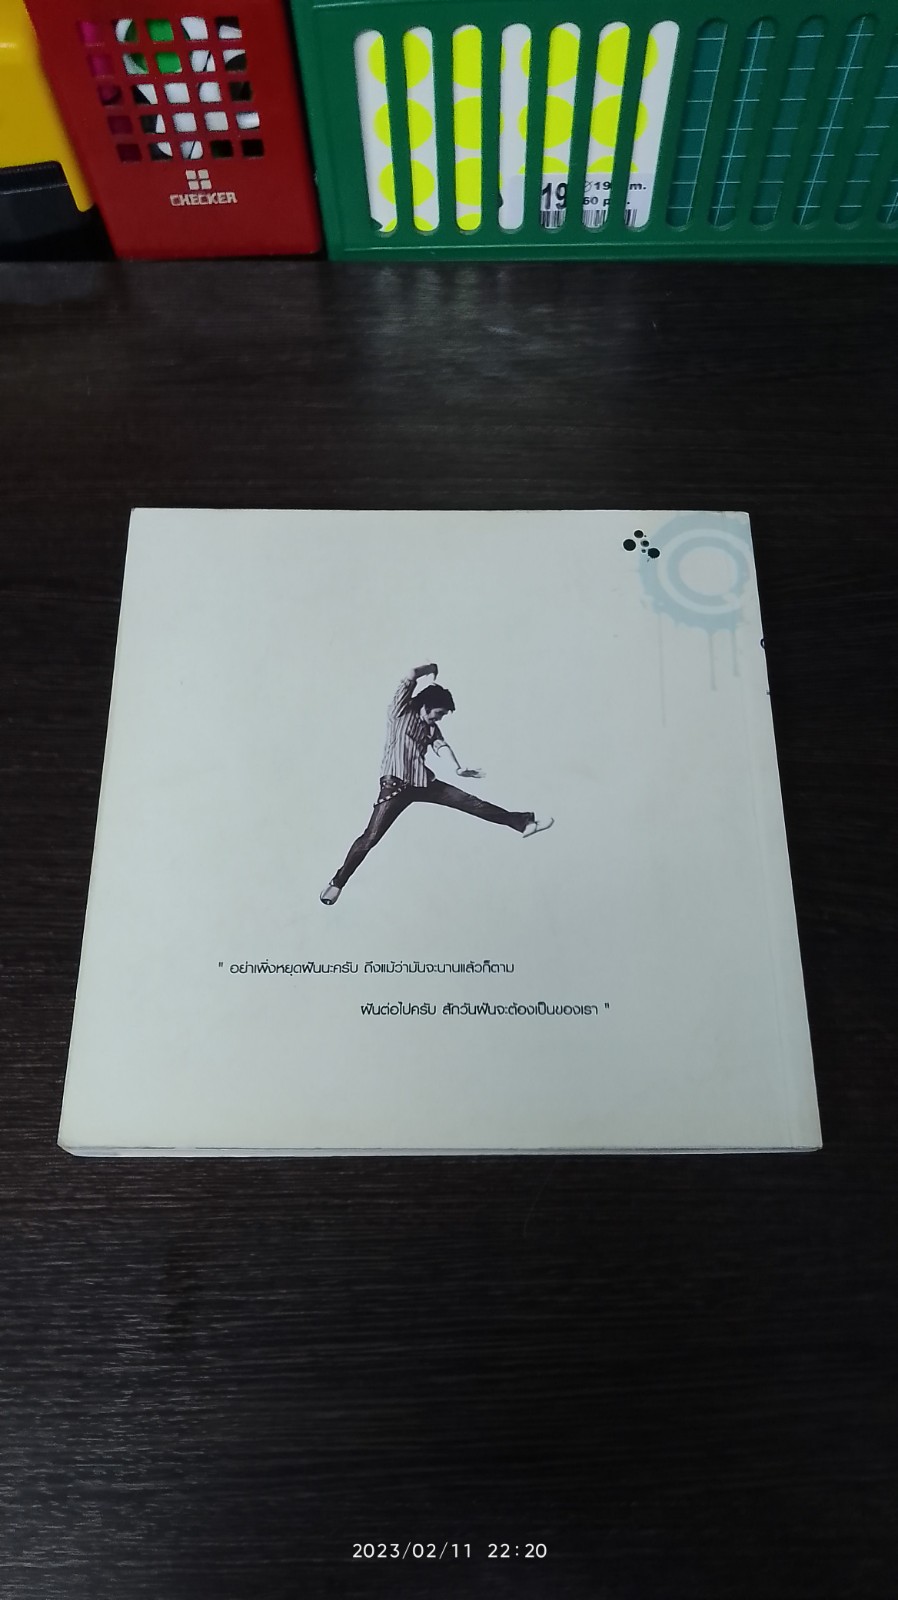 CHECKER
19
" อย่าเพิ่งหยุดฝันนะครับ ถึงแม้ว่ามันจะนานแล้วก็ตาม
ฝันต่อไปครับ สักวันฝันจะต้องเป็นของเรา "
2023/02/11 22:20